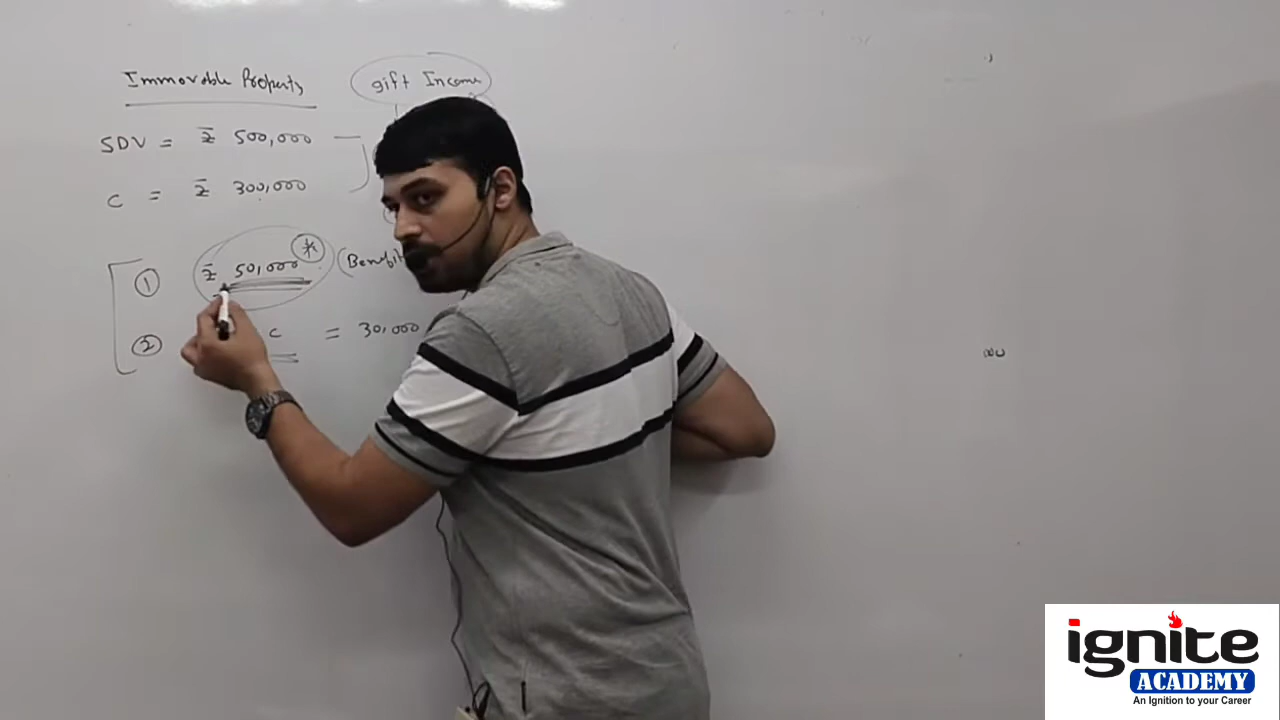 Immovable Property gift Income
SDV = ₹ 500,000
C = ₹ 300,000
① ₹ 50,000 * (Benefit
② C = 30,000
ignite
ACADEMY
An Ignition to your Career